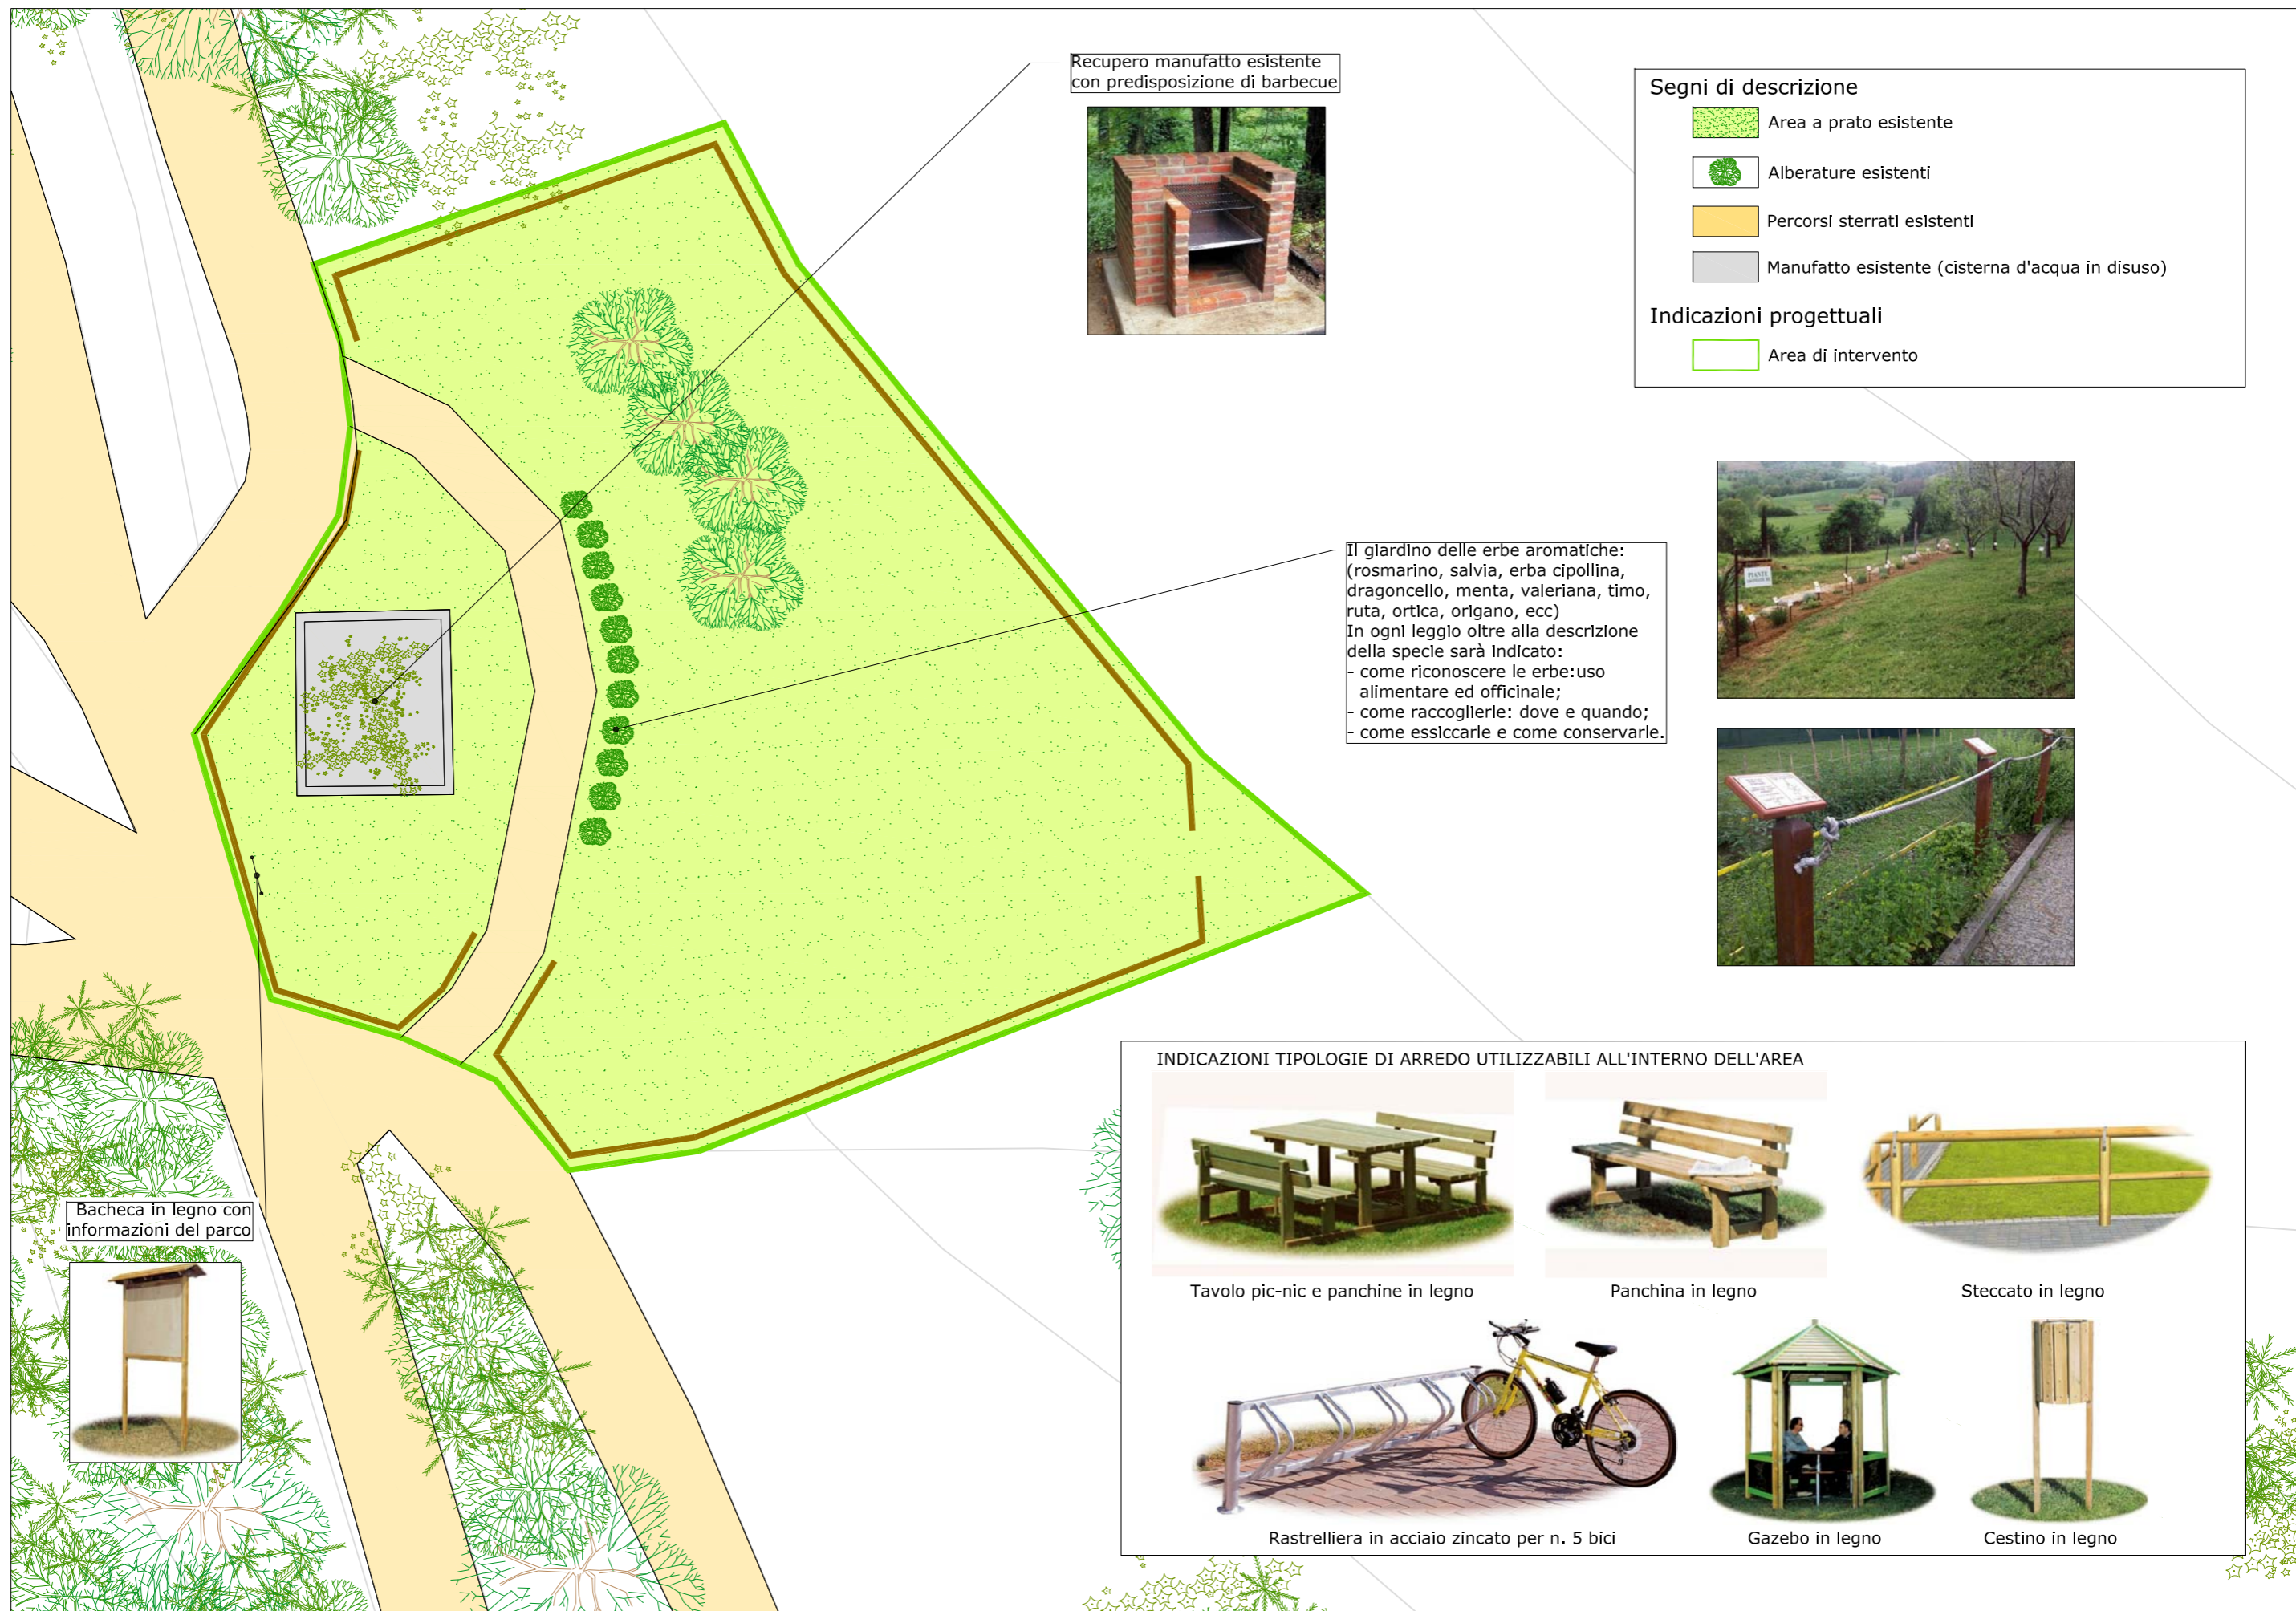 Recupero manufatto esistente
con predisposizione di barbecue
Segni di descrizione
Area a prato esistente
Alberature esistenti
Percorsi sterrati esistenti
Manufatto esistente (cisterna d'acqua in disuso)
Indicazioni progettuali
Area di intervento
Il giardino delle erbe aromatiche:
(rosmarino, salvia, erba cipollina,
dragoncello, menta, valeriana, timo,
ruta, ortica, origano, ecc)
In ogni leggio oltre alla descrizione
della specie sarà indicato:
- come riconoscere le erbe:uso
alimentare ed officinale;
- come raccoglierle: dove e quando;
- come essiccarle e come conservarle.
PIANTE
INDICAZIONI TIPOLOGIE DI ARREDO UTILIZZABILI ALL'INTERNO DELL'AREA
Tavolo pic-nic e panchine in legno
Panchina in legno
Steccato in legno
Rastrelliera in acciaio zincato per n. 5 bici
Gazebo in legno
Cestino in legno
Bacheca in legno con
informazioni del parco